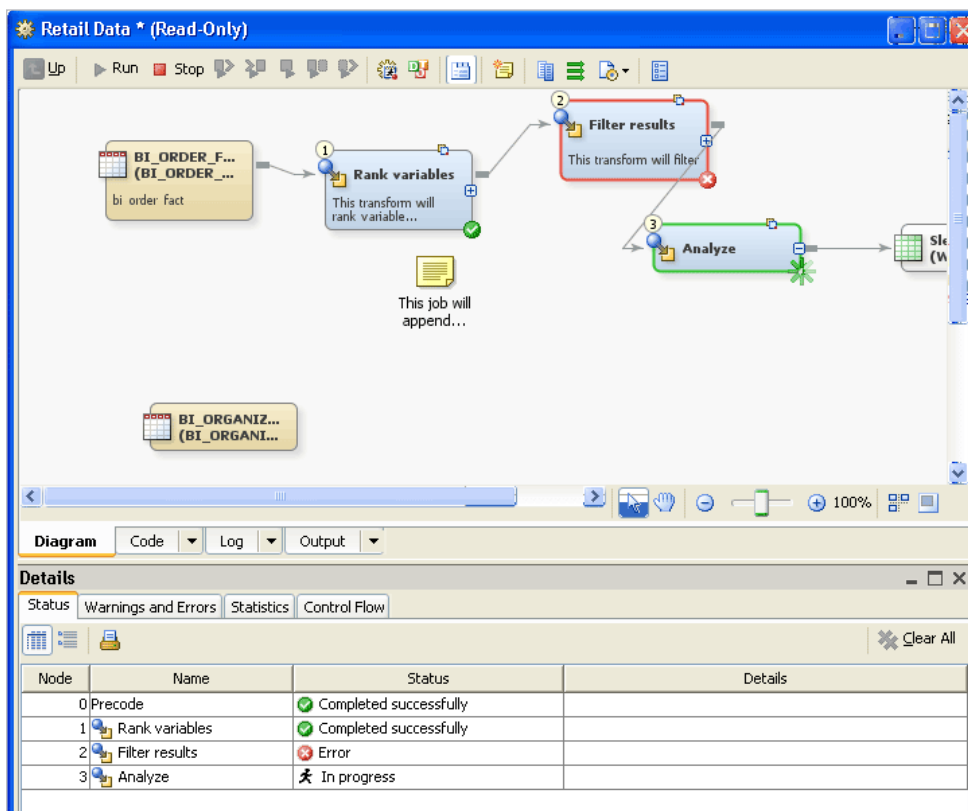 Retail Data * (Read-Only)
Up Run Stop
2
Filter results
This transform will filter
BI_ORDER_F...
(BI_ORDER_...
bi order fact
1
Rank variables
This transform will
rank variable...
3
Analyze
Sle
(W
This job will
append...
BI_ORGANIZ...
(BI_ORGANI...
100%
Diagram Code Log Output
Details
Status Warnings and Errors Statistics Control Flow
Clear All
Node Name Status Details
0 Precode Completed successfully
1 Rank variables Completed successfully
2 Filter results Error
3 Analyze In progress